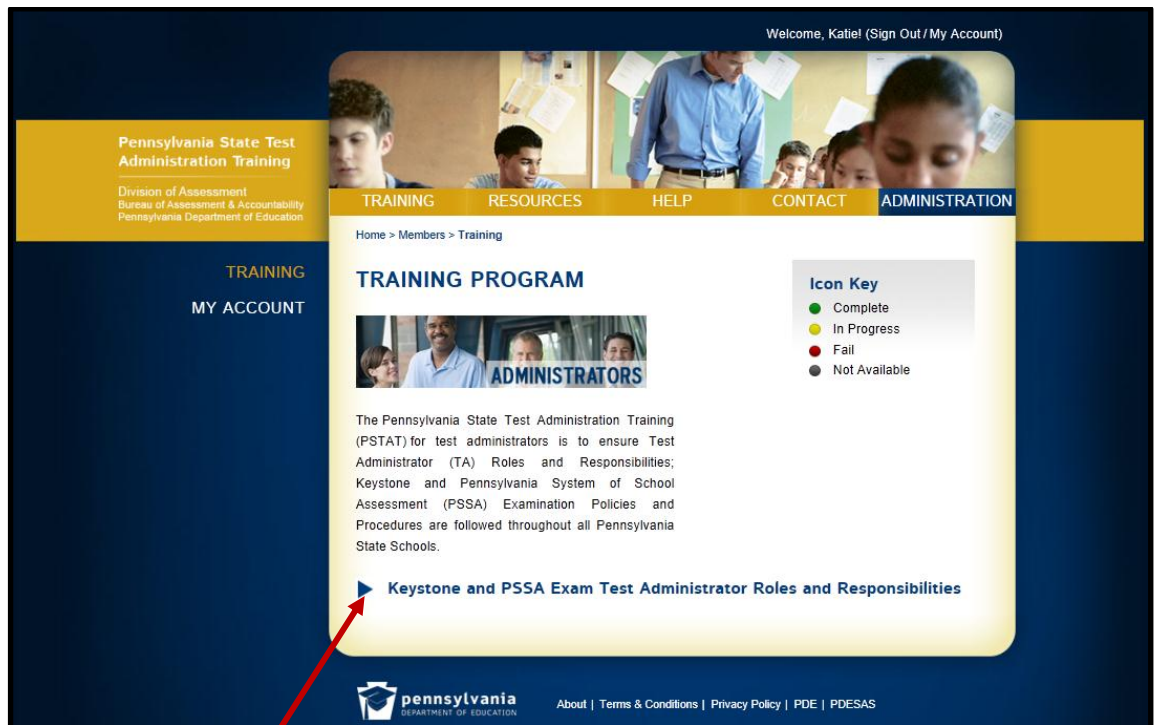 Welcome, Katie! (Sign Out / My Account)
Pennsylvania State Test
Administration Training
Division of Assessment
Bureau of Assessment & Accountability
Pennsylvania Department of Education
TRAINING
RESOURCES
HELP
CONTACT
ADMINISTRATION
Home > Members > Training
TRAINING
MY ACCOUNT
TRAINING PROGRAM
ADMINISTRATORS
Icon Key
Complete
In Progress
Fail
Not Available
The Pennsylvania State Test Administration Training
(PSTAT) for test administrators is to ensure Test
Administrator (TA) Roles and Responsibilities;
Keystone and Pennsylvania System of School
Assessment (PSSA) Examination Policies and
Procedures are followed throughout all Pennsylvania
State Schools.
Keystone and PSSA Exam Test Administrator Roles and Responsibilities
pennsylvania
DEPARTMENT OF EDUCATION
About | Terms & Conditions | Privacy Policy | PDE | PDESAS